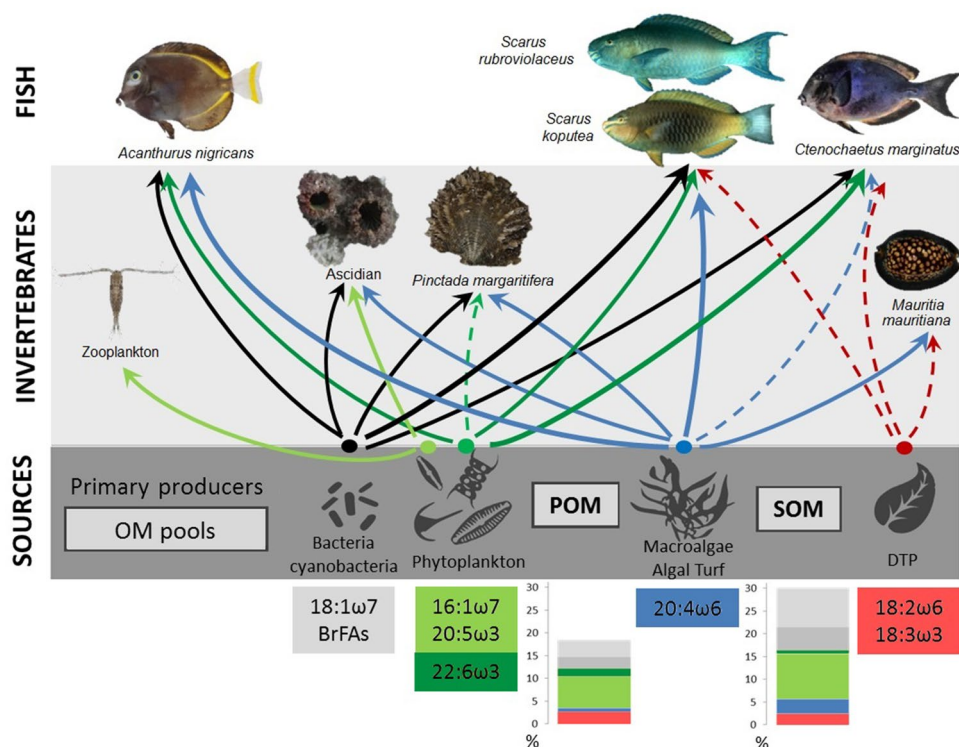 FISH
Acanthurus nigricans
Scarus
rubroviolaceus
Scarus
koputea
Ctenochaetus marginatus
INVERTEBRATES
Zooplankton
Ascidian
Pinctada margaritifera
Mauritia
mauritiana
SOURCES
Primary producers
OM pools
Bacteria
cyanobacteria
Phytoplankton
POM
Macroalgae
Algal Turf
SOM
DTP
18:1ω7
BrFAs
16:1ω7
20:5ω3
22:6ω3
30
25
20
15
10
5
0
%
20:4ω6
30
25
20
15
10
5
0
%
18:2ω6
18:3ω3